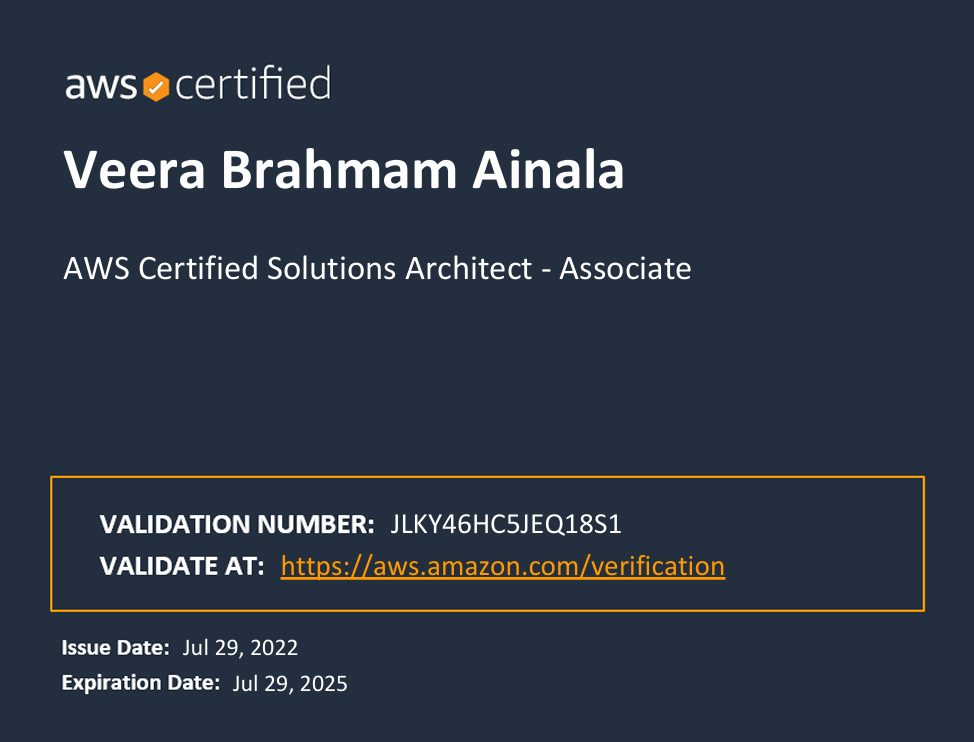 aws certified
Veera Brahmam Ainala
AWS Certified Solutions Architect - Associate
VALIDATION NUMBER: JLKY46HC5JEQ18S1
VALIDATE AT: https://aws.amazon.com/verification
Issue Date: Jul 29, 2022
Expiration Date: Jul 29, 2025